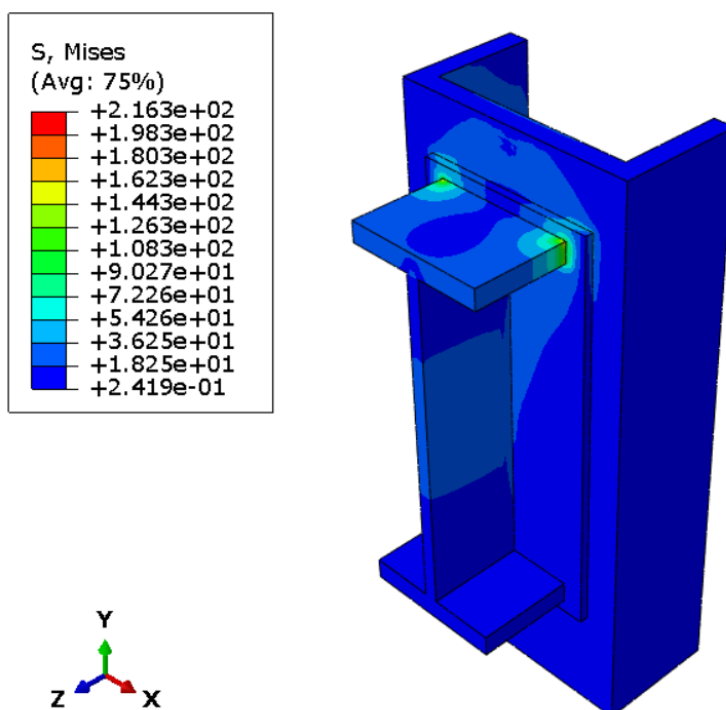 S, Mises
(Avg: 75%)
+2.163e+02
+1.983e+02
+1.803e+02
+1.623e+02
+1.443e+02
+1.263e+02
+1.083e+02
+9.027e+01
+7.226e+01
+5.426e+01
+3.625e+01
+1.825e+01
+2.419e-01
Y
Z
X